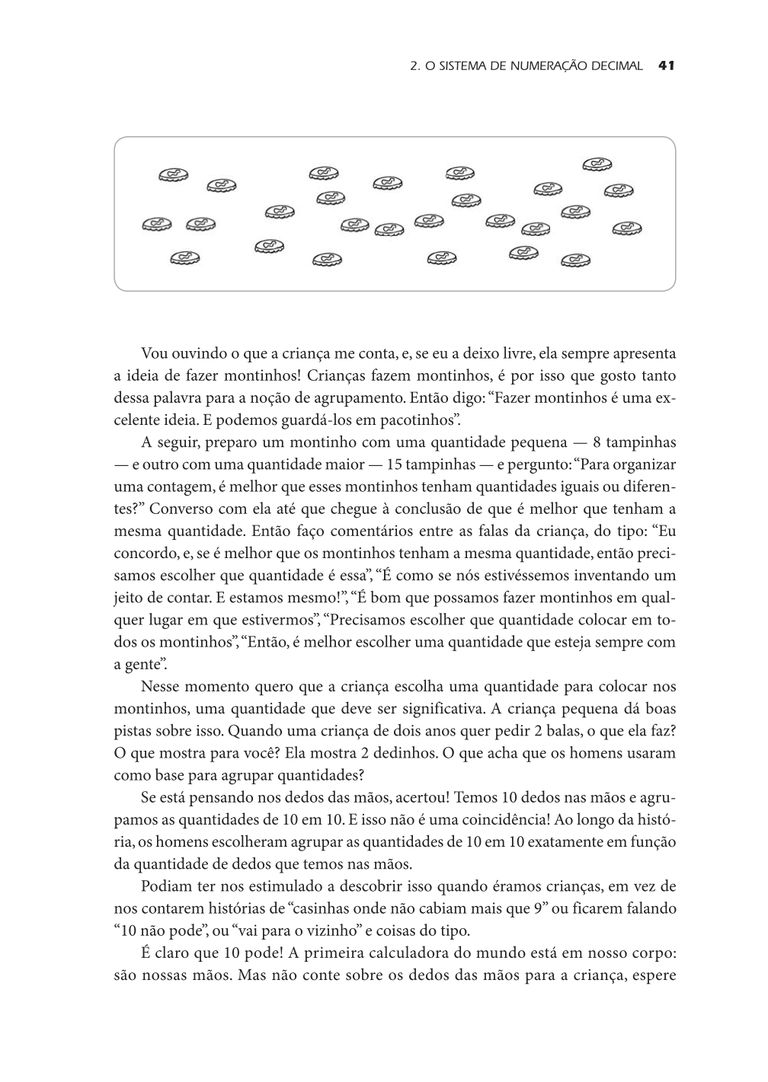 2. O SISTEMA DE NUMERAÇÃO DECIMAL 41
Vou ouvindo o que a criança me conta, e, se eu a deixo livre, ela sempre apresenta
a ideia de fazer montinhos! Crianças fazem montinhos, é por isso que gosto tanto
dessa palavra para a noção de agrupamento. Então digo: “Fazer montinhos é uma ex-
celente ideia. E podemos guardá-los em pacotinhos”.
A seguir, preparo um montinho com uma quantidade pequena — 8 tampinhas
— e outro com uma quantidade maior — 15 tampinhas — e pergunto: “Para organizar
uma contagem, é melhor que esses montinhos tenham quantidades iguais ou diferen-
tes?” Converso com ela até que chegue à conclusão de que é melhor que tenham a
mesma quantidade. Então faço comentários entre as falas da criança, do tipo: “Eu
concordo, e, se é melhor que os montinhos tenham a mesma quantidade, então preci-
samos escolher que quantidade é essa”, “É como se nós estivéssemos inventando um
jeito de contar. E estamos mesmo!”, “É bom que possamos fazer montinhos em qual-
quer lugar em que estivermos”, “Precisamos escolher que quantidade colocar em to-
dos os montinhos”, “Então, é melhor escolher uma quantidade que esteja sempre com
a gente”.
Nesse momento quero que a criança escolha uma quantidade para colocar nos
montinhos, uma quantidade que deve ser significativa. A criança pequena dá boas
pistas sobre isso. Quando uma criança de dois anos quer pedir 2 balas, o que ela faz?
O que mostra para você? Ela mostra 2 dedinhos. O que acha que os homens usaram
como base para agrupar quantidades?
Se está pensando nos dedos das mãos, acertou! Temos 10 dedos nas mãos e agru-
pamos as quantidades de 10 em 10. E isso não é uma coincidência! Ao longo da histó-
ria, os homens escolheram agrupar as quantidades de 10 em 10 exatamente em função
da quantidade de dedos que temos nas mãos.
Podiam ter nos estimulado a descobrir isso quando éramos crianças, em vez de
nos contarem histórias de “casinhas onde não cabiam mais que 9” ou ficarem falando
“10 não pode”, ou “vai para o vizinho” e coisas do tipo.
É claro que 10 pode! A primeira calculadora do mundo está em nosso corpo:
são nossas mãos. Mas não conte sobre os dedos das mãos para a criança, espere